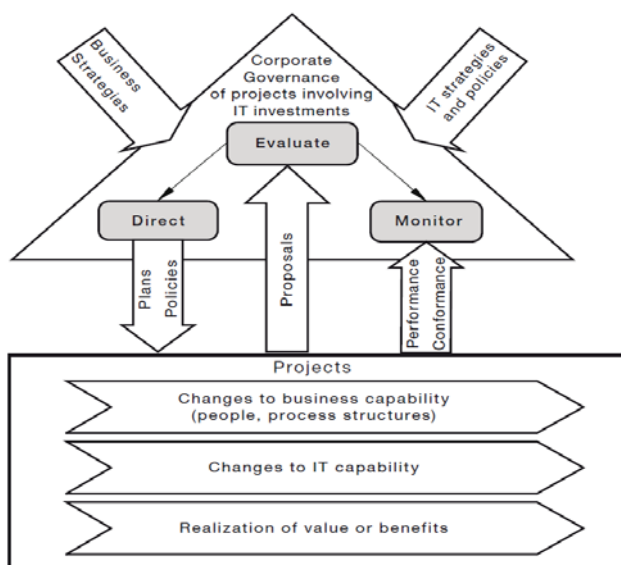 Business
Strategies
Corporate
Governance
of projects involving
IT investments
IT strategies
and policies
Evaluate
Direct
Monitor
Plans
Policies
Proposals
Performance
Conformance
Projects
Changes to business capability
(people, process structures)
Changes to IT capability
Realization of value or benefits